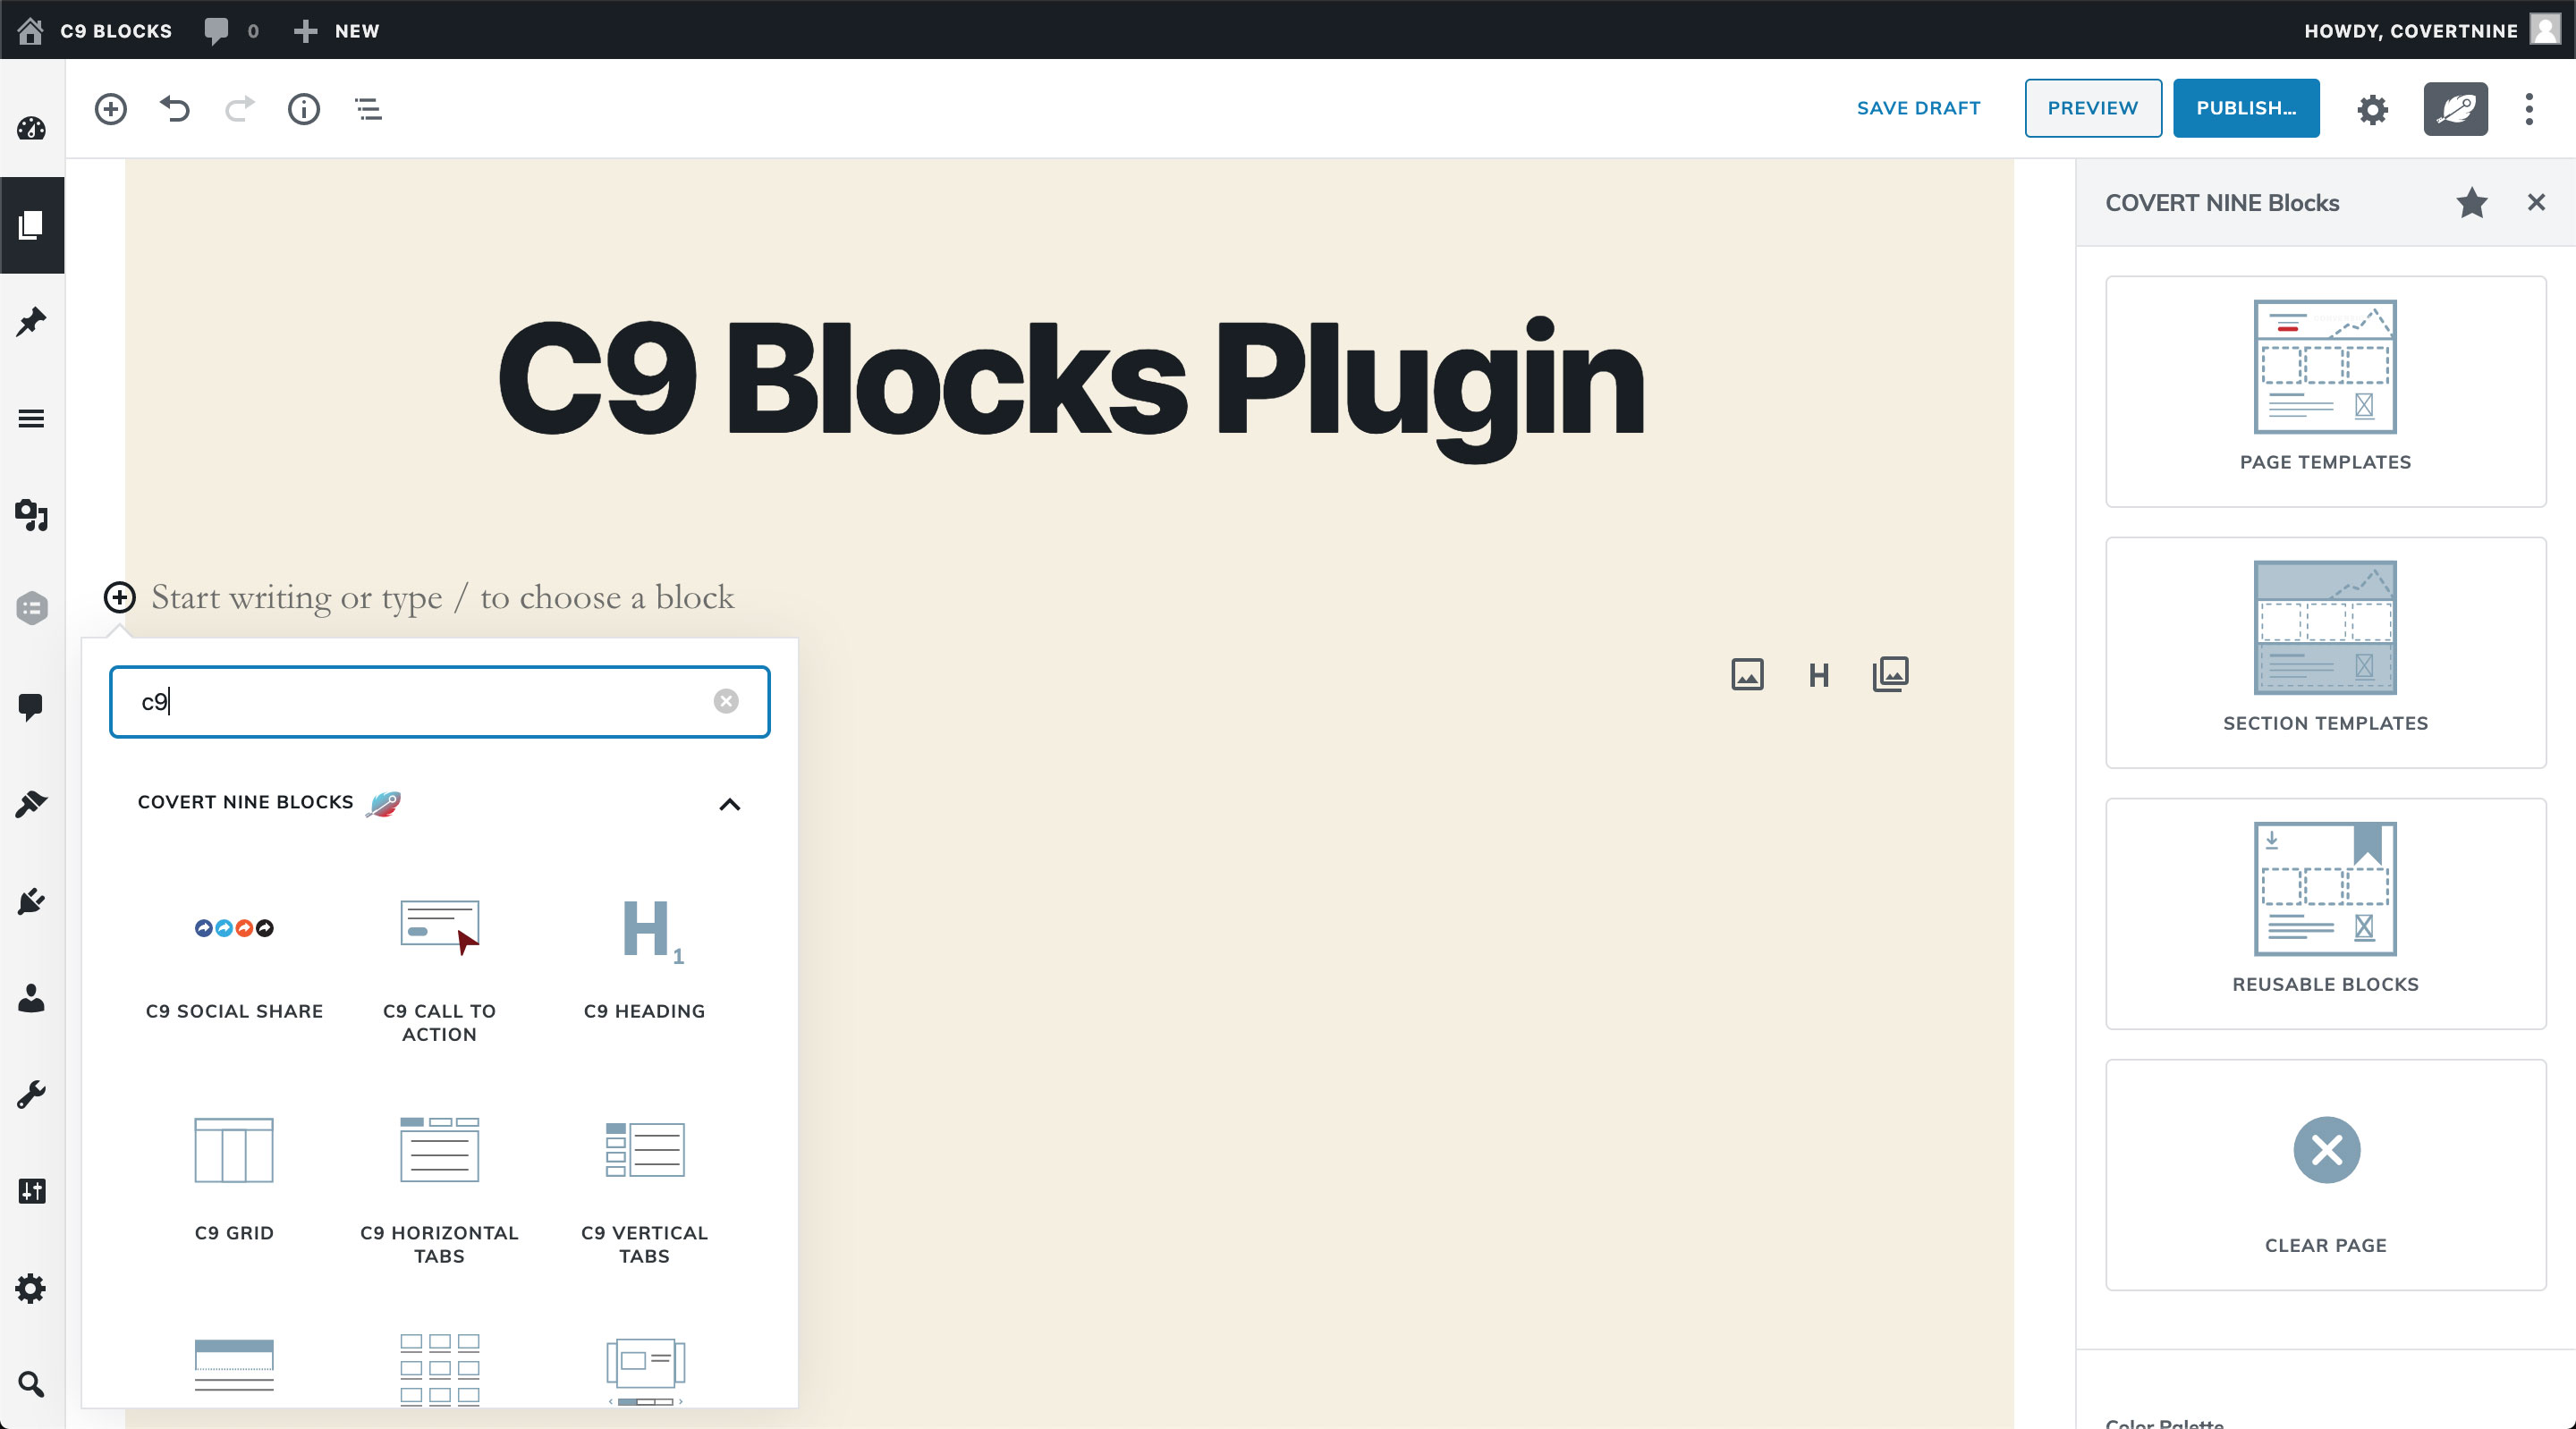 C9 BLOCKS 0 NEW HOWDY, COVERTNINE
SAVE DRAFT PREVIEW PUBLISH...
COVERT NINE Blocks
C9 Blocks Plugin
PAGE TEMPLATES
Start writing or type / to choose a block
c9
H
SECTION TEMPLATES
COVERT NINE BLOCKS
H1
C9 SOCIAL SHARE
C9 CALL TO
ACTION
C9 HEADING
REUSABLE BLOCKS
C9 GRID
C9 HORIZONTAL
TABS
C9 VERTICAL
TABS
CLEAR PAGE
Color Palette